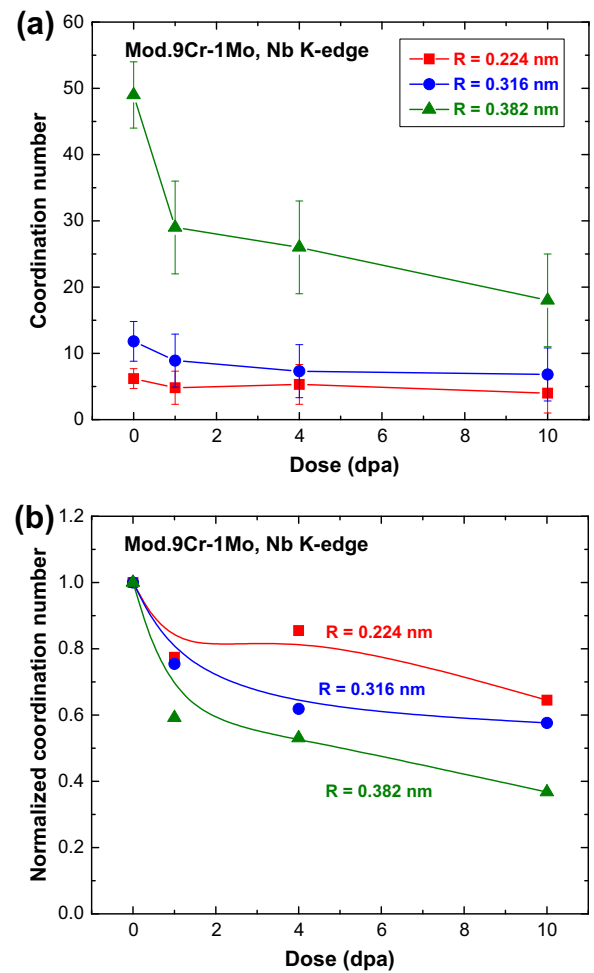 (a)
Mod.9Cr-1Mo, Nb K-edge
R = 0.224 nm
R = 0.316 nm
R = 0.382 nm
60
50
40
30
20
10
0
Coordination number
0 2 4 6 8 10
Dose (dpa)
(b)
Mod.9Cr-1Mo, Nb K-edge
1.2
1.0
0.8
0.6
0.4
0.2
0.0
Normalized coordination number
R = 0.224 nm
R = 0.316 nm
R = 0.382 nm
0 2 4 6 8 10
Dose (dpa)